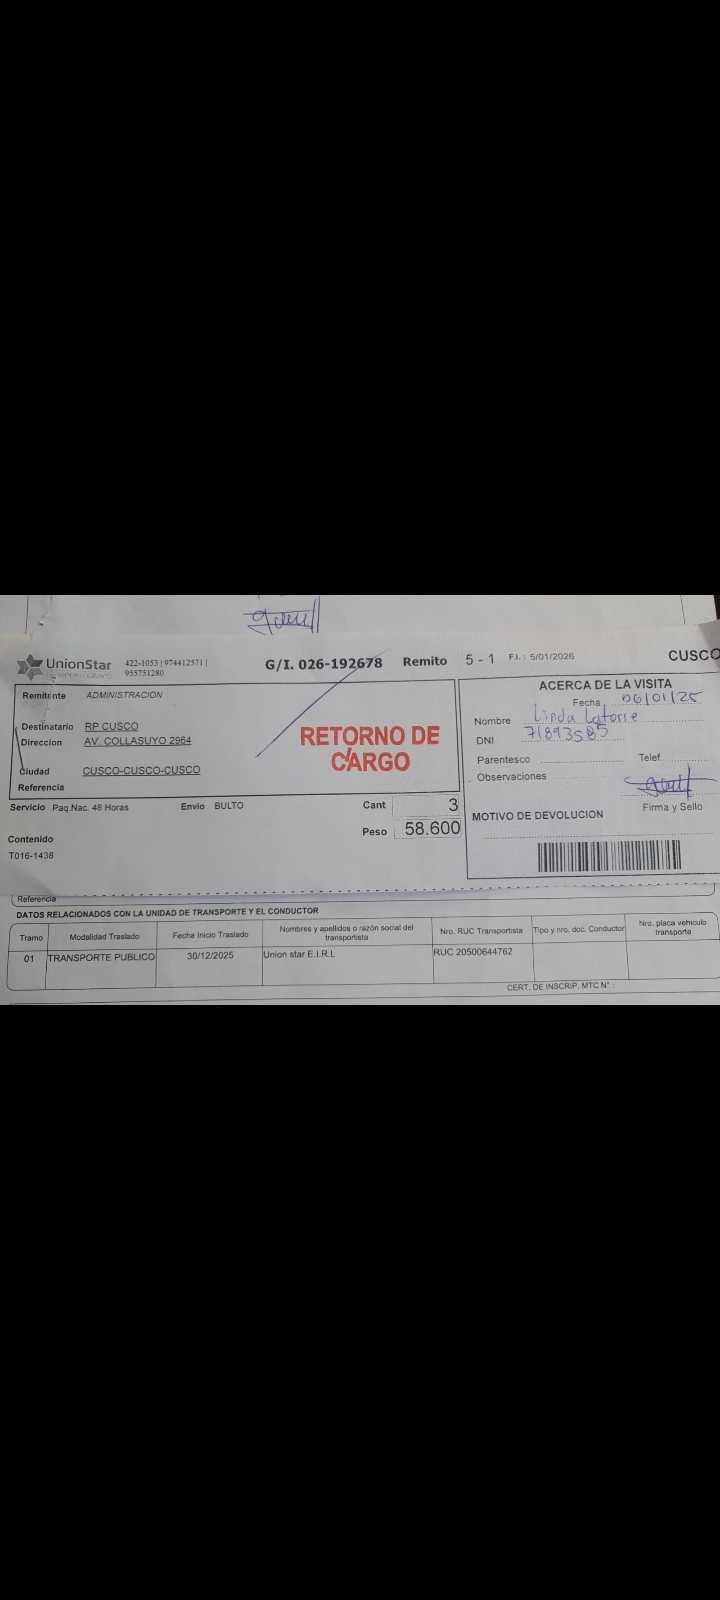 UnionStar 422-1053 | 974412571 | 955751280 G/I. 026-192678 Remito 5 - 1 F.I. : 5/01/2026 CUSCO
Remitente ADMINISTRACION
Destinatario RP CUSCO
Direccion AV. COLLASUYO 2964
Ciudad CUSCO-CUSCO-CUSCO
Referencia
RETORNO DE
CARGO
ACERCA DE LA VISITA
Fecha 06/01/25
Nombre Linda Latorre
DNI 71893585
Parentesco Telef
Observaciones
Firma y Sello
MOTIVO DE DEVOLUCION
Servicio Paq.Nac. 48 Horas Envio BULTO Cant 3
Peso 58.600
Contenido
T016-1438
Referencia
DATOS RELACIONADOS CON LA UNIDAD DE TRANSPORTE Y EL CONDUCTOR
Tramo Modalidad Traslado Fecha Inicio Traslado Nombres y apellidos o razón social del transportista Nro. RUC Transportista Tipo y nro. doc. Conductor Nro. placa vehiculo transporte
01 TRANSPORTE PUBLICO 30/12/2025 Union star E.I.R.L RUC 20500644762
CERT. DE INSCRIP. MTC N° :